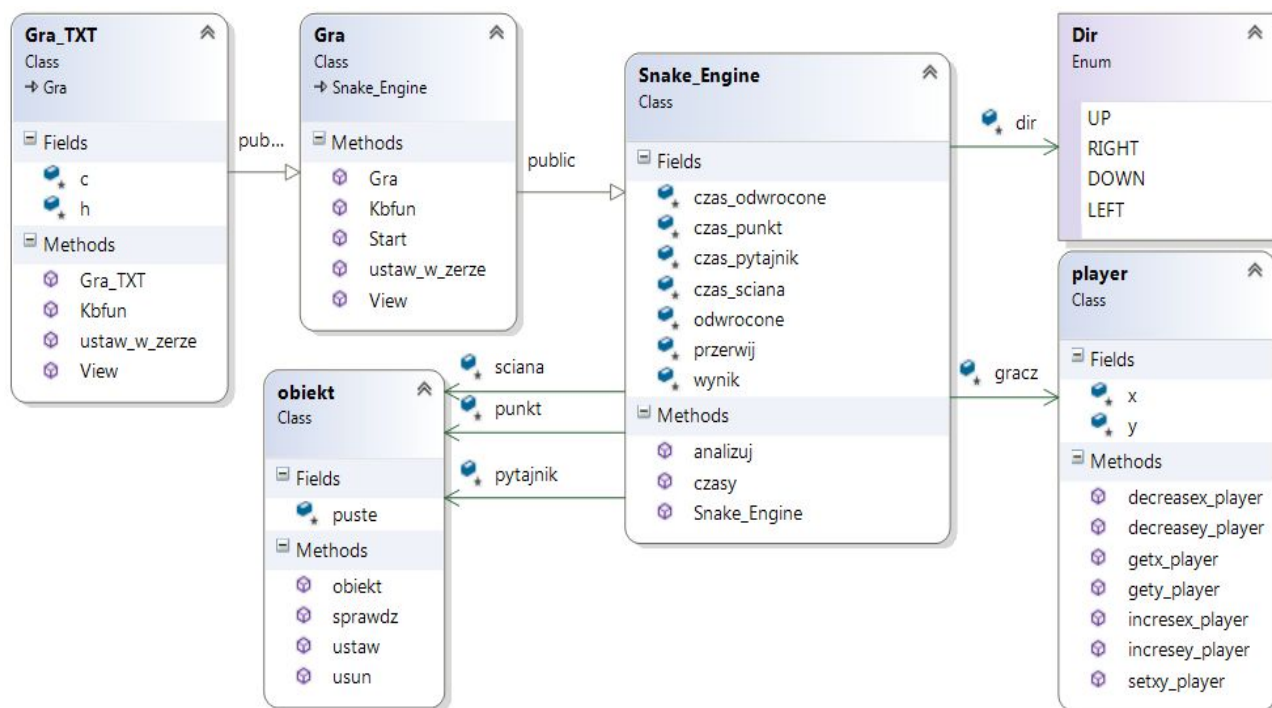 Gra_TXT
Class
Gra
Fields
c
h
Methods
Gra_TXT
Kbfun
ustaw_w_zerze
View
pub...
Gra
Class
Snake_Engine
Methods
Gra
Kbfun
Start
ustaw_w_zerze
View
public
Snake_Engine
Class
Fields
czas_odwrocone
czas_punkt
czas_pytajnik
czas_sciana
odwrocone
przerwij
wynik
Methods
analizuj
czasy
Snake_Engine
dir
Dir
Enum
UP
RIGHT
DOWN
LEFT
sciana
punkt
pytajnik
obiekt
Class
Fields
puste
Methods
obiekt
sprawdz
ustaw
usun
gracz
player
Class
Fields
x
y
Methods
decreasex_player
decreasey_player
getx_player
gety_player
incresex_player
incresey_player
setxy_player